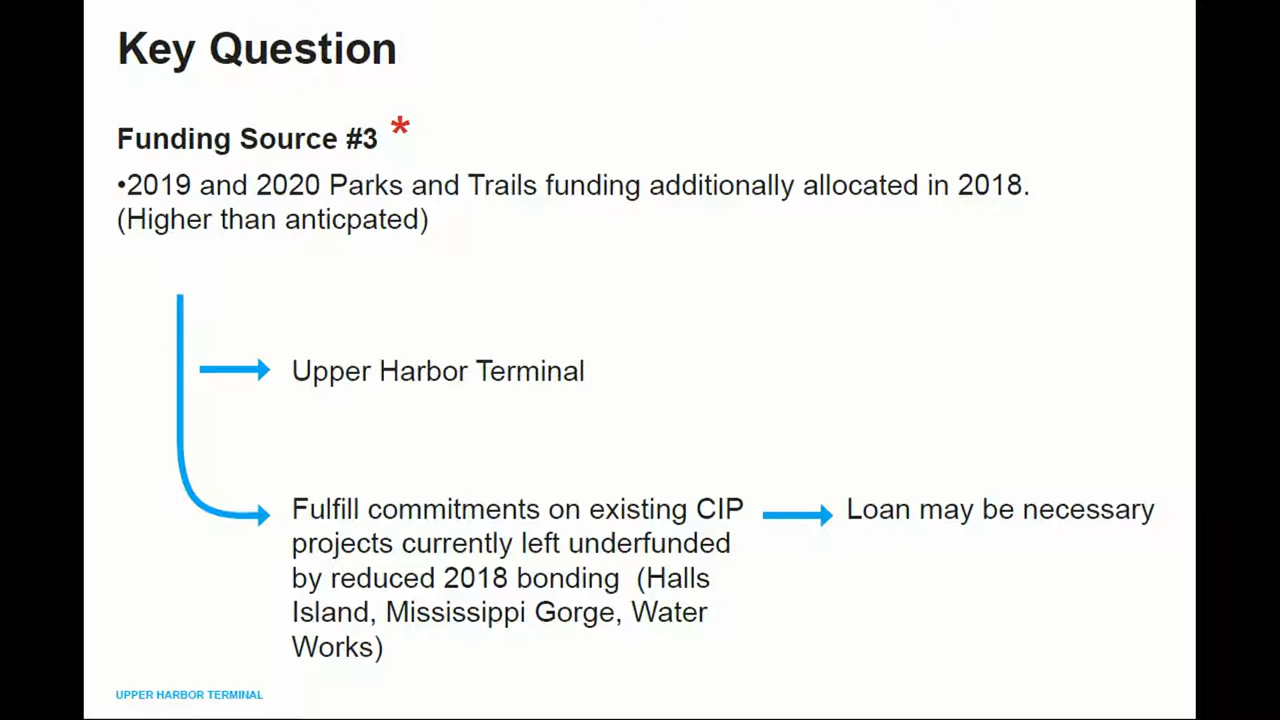 Key Question
Funding Source #3 *
•2019 and 2020 Parks and Trails funding additionally allocated in 2018.
(Higher than anticpated)
Upper Harbor Terminal
Fulfill commitments on existing CIP
projects currently left underfunded
by reduced 2018 bonding (Halls
Island, Mississippi Gorge, Water
Works)
Loan may be necessary
UPPER HARBOR TERMINAL